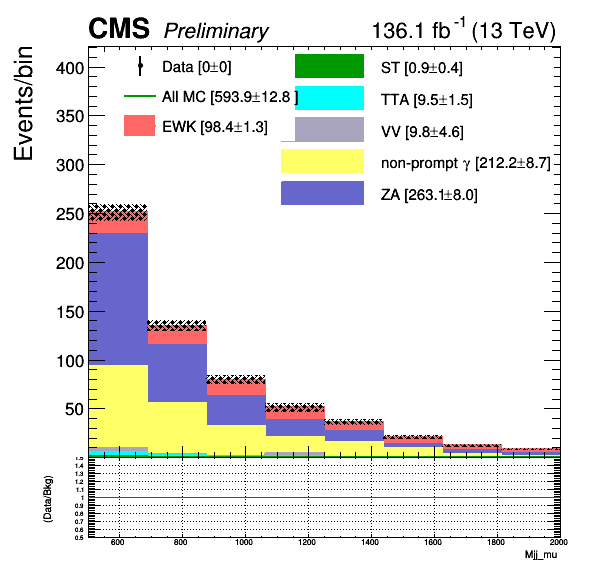 CMS Preliminary 136.1 fb⁻¹ (13 TeV)
Events/bin
400
350
300
250
200
150
100
50
Data [0±0]
All MC [593.9±12.8 ]
EWK [98.4±1.3]
ST [0.9±0.4]
TTA [9.5±1.5]
VV [9.8±4.6]
non-prompt γ [212.2±8.7]
ZA [263.1±8.0]
(Data/Bkg)
1.5
1.4
1.3
1.2
1.1
1
0.9
0.8
0.7
0.6
0.5
600 800 1000 1200 1400 1600 1800 2000
Mjj_mu